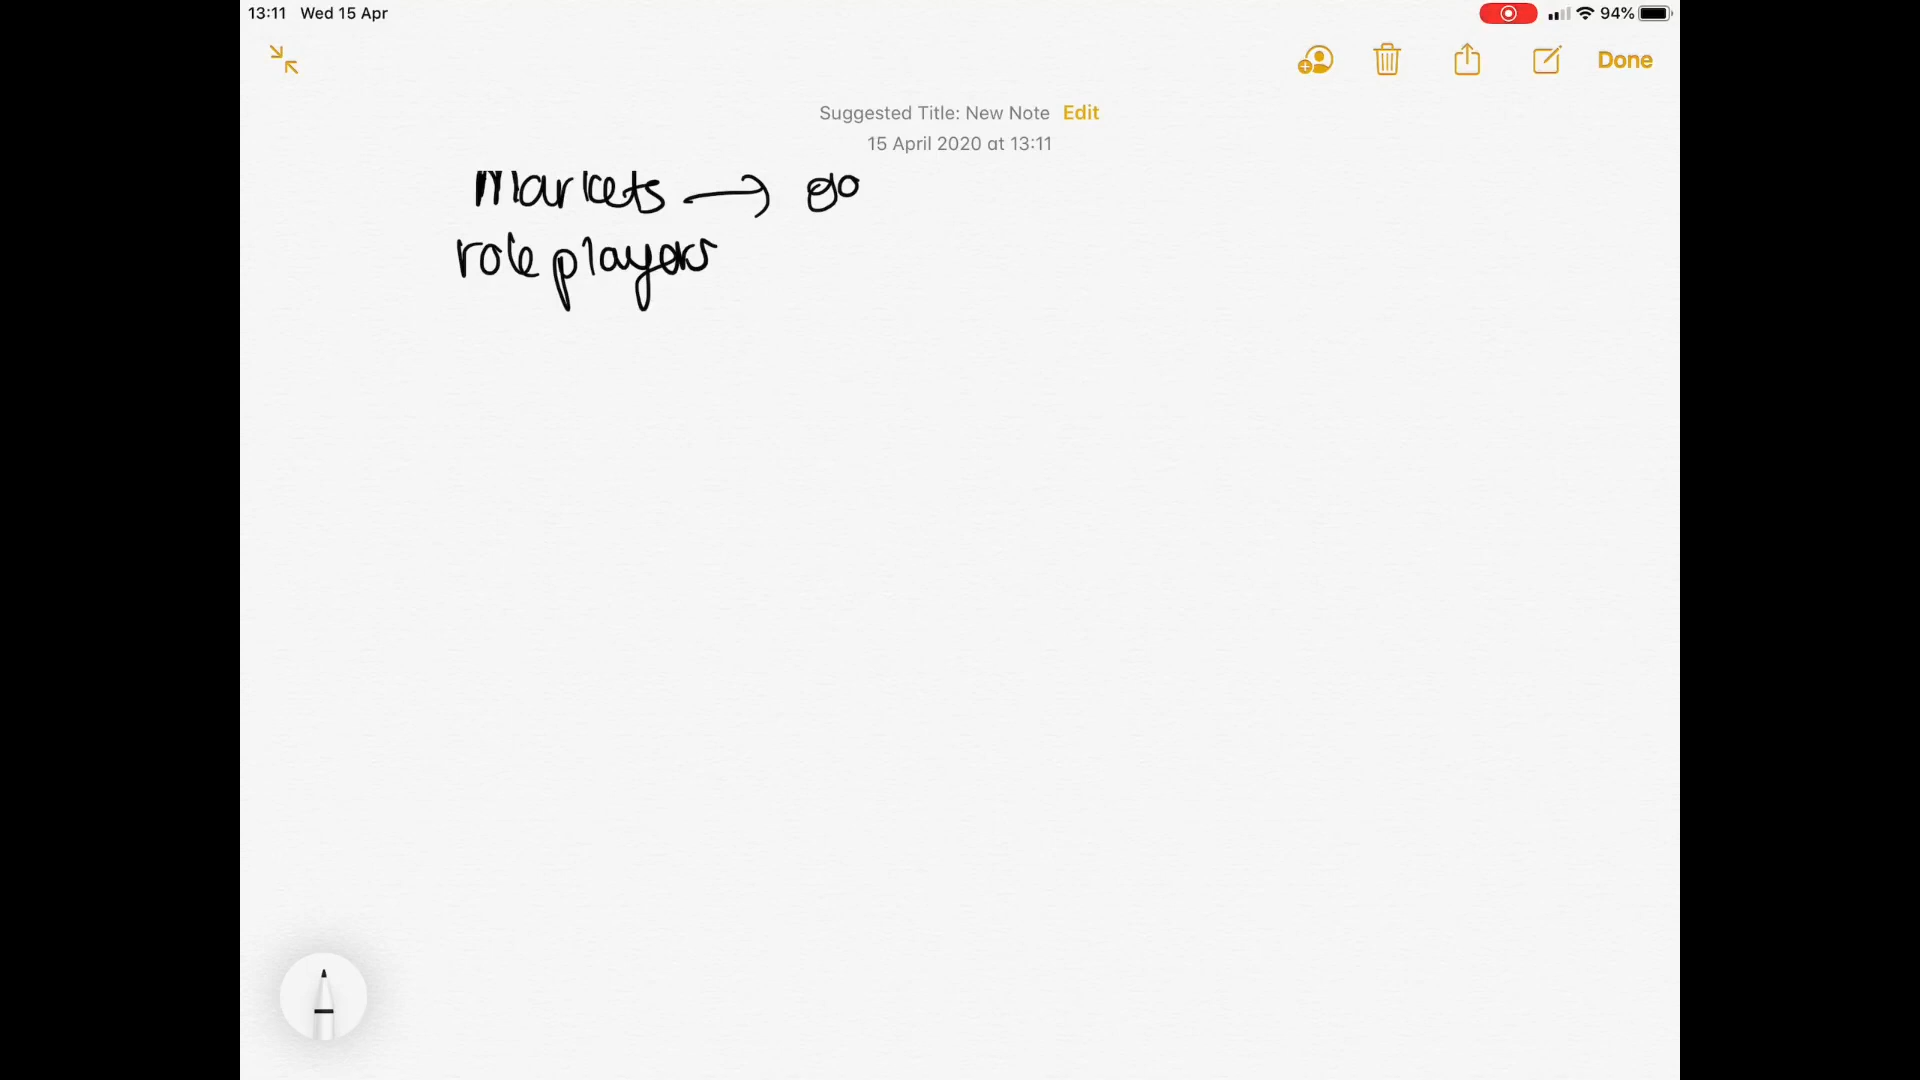 13:11 Wed 15 Apr 94%
Done
Suggested Title: New Note Edit
15 April 2020 at 13:11
Markets → go
role players